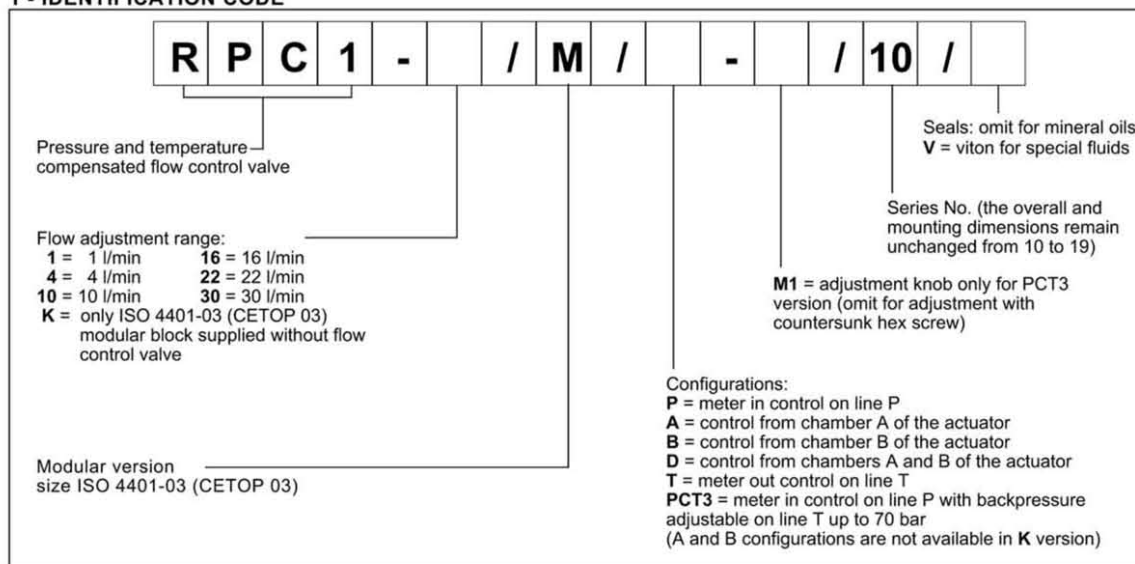 1 - IDENTIFICATION CODE
R P C 1 - / M / - / 10 /
Seals: omit for mineral oils
V = viton for special fluids
Pressure and temperature
compensated flow control valve
Series No. (the overall and
mounting dimensions remain
unchanged from 10 to 19)
Flow adjustment range:
1 = 1 l/min 16 = 16 l/min
4 = 4 l/min 22 = 22 l/min
10 = 10 l/min 30 = 30 l/min
K = only ISO 4401-03 (CETOP 03)
modular block supplied without flow
control valve
M1 = adjustment knob only for PCT3
version (omit for adjustment with
countersunk hex screw)
Configurations:
P = meter in control on line P
A = control from chamber A of the actuator
B = control from chamber B of the actuator
D = control from chambers A and B of the actuator
T = meter out control on line T
PCT3 = meter in control on line P with backpressure
adjustable on line T up to 70 bar
(A and B configurations are not available in K version)
Modular version
size ISO 4401-03 (CETOP 03)